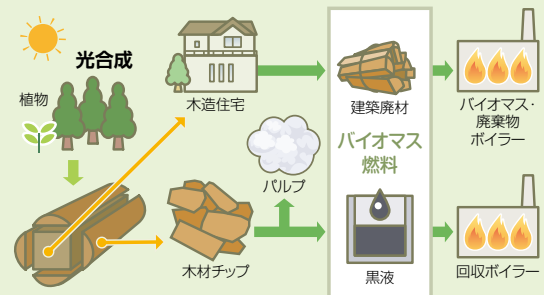 光合成
植物
木造住宅
建築廃材
バイオマス・
廃棄物
ボイラー
バイオマス
燃料
パルプ
木材チップ
黒液
回収ボイラー